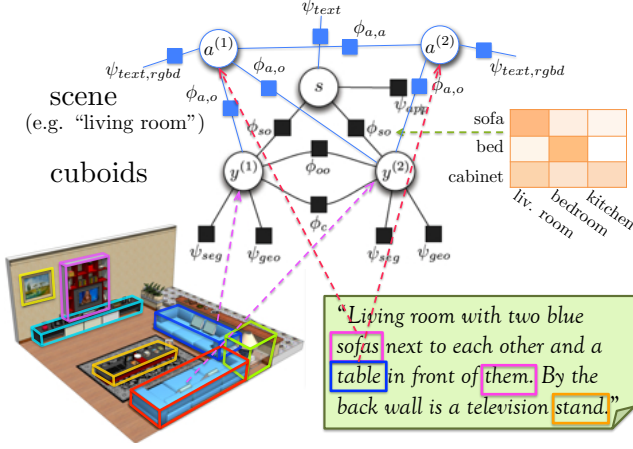 ψtext
a(1)
ϕa,a
a(2)
ψtext,rgbd
ϕa,o
ψtext,rgbd
scene
(e.g. “living room”)
ϕa,o
s
ψapp
ϕa,o
ϕso
ϕso
sofa
bed
cabinet
liv. room
bedroom
kitchen
cuboids
y(1)
ϕoo
y(2)
ϕc
ψseg
ψgeo
ψseg
ψgeo
“Living room with two blue
sofas next to each other and a
table in front of them. By the
back wall is a television stand.”